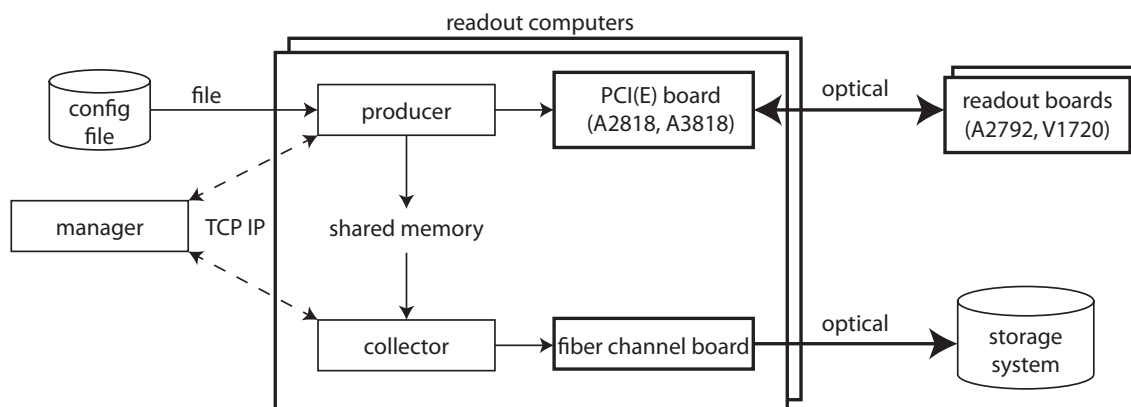 readout computers
config
file
file
producer
PCI(E) board
(A2818, A3818)
optical
readout boards
(A2792, V1720)
manager
TCP IP
shared memory
collector
fiber channel board
optical
storage
system